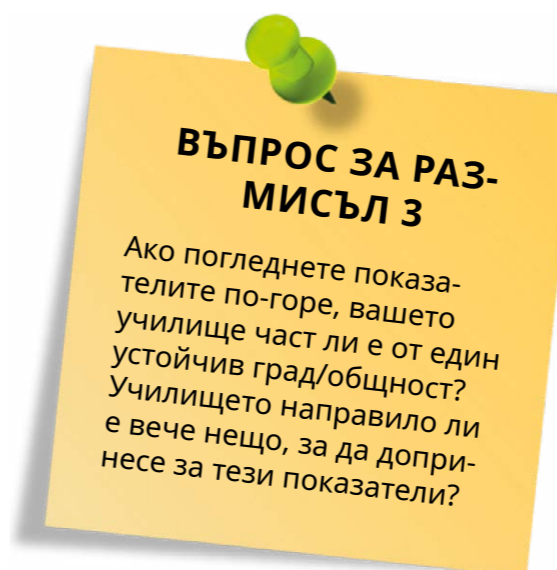 ВЪПРОС ЗА РАЗ-
МИСЪЛ 3
Ако погледнете показа-
телите по-горе, вашето
училище част ли е от един
устойчив град/общност?
Училището направило ли
е вече нещо, за да допри-
несе за тези показатели?